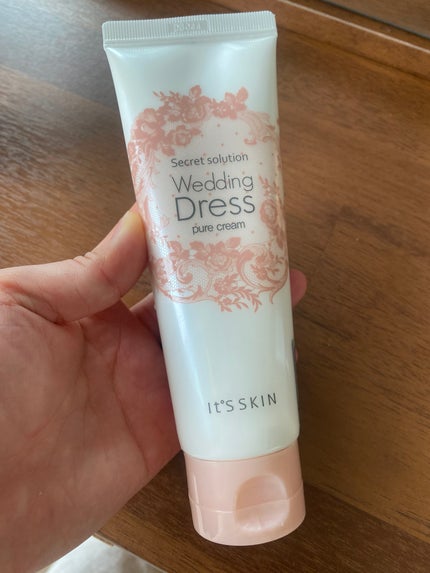 Secret solution
Wedding
Dress
pure cream
It'S SKIN